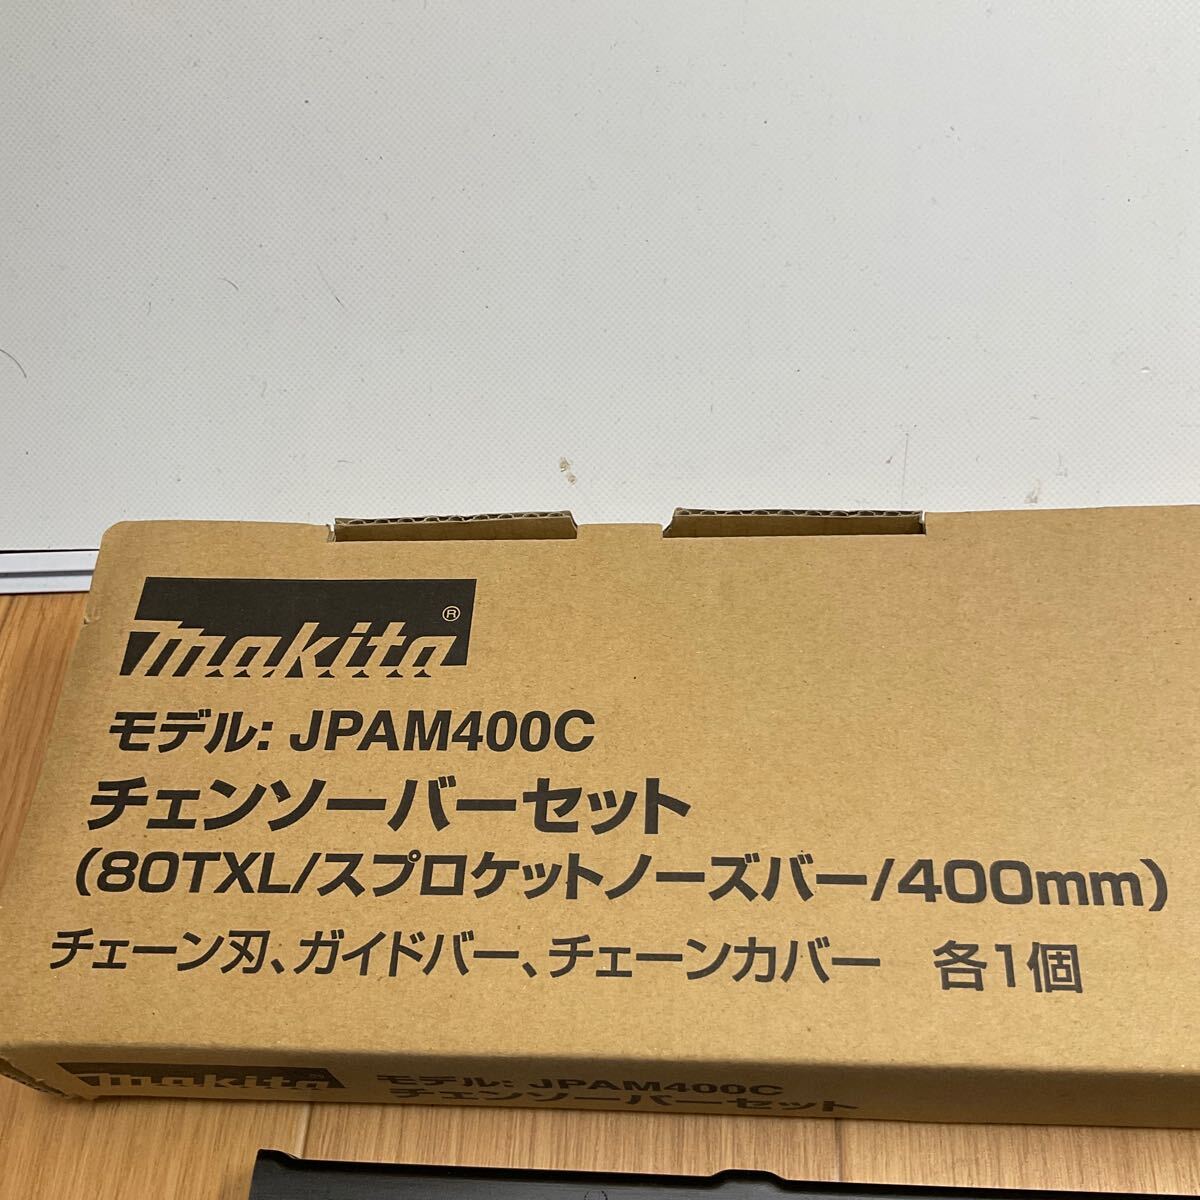 makita®
モデル: JPAM400C
チェンソーバーセット
(80TXL/スプロケットノーズバー/400mm)
チェーン刃、ガイドバー、チェーンカバー 各1個
makita モデル: JPAM400C
チェンソーバーセット